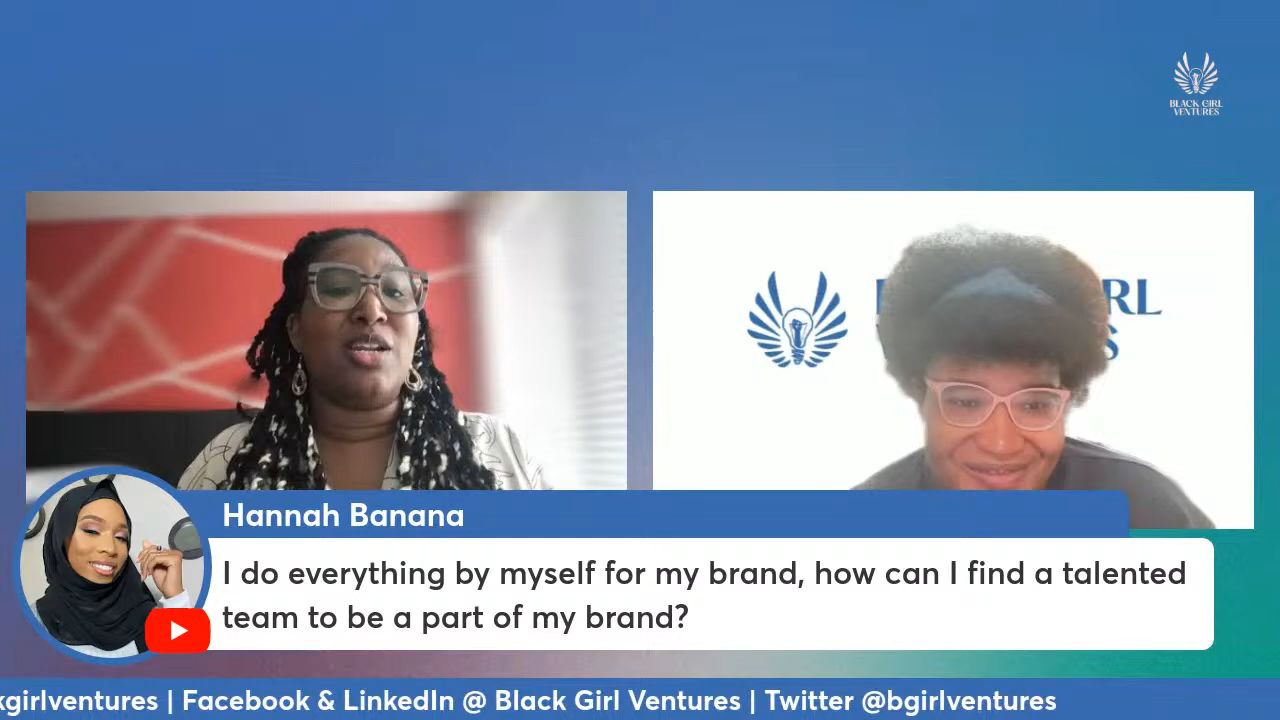 BLACK GIRL
VENTURES
Hannah Banana
I do everything by myself for my brand, how can I find a talented
team to be a part of my brand?
kgirlventures | Facebook & LinkedIn @ Black Girl Ventures | Twitter @bgirlventures